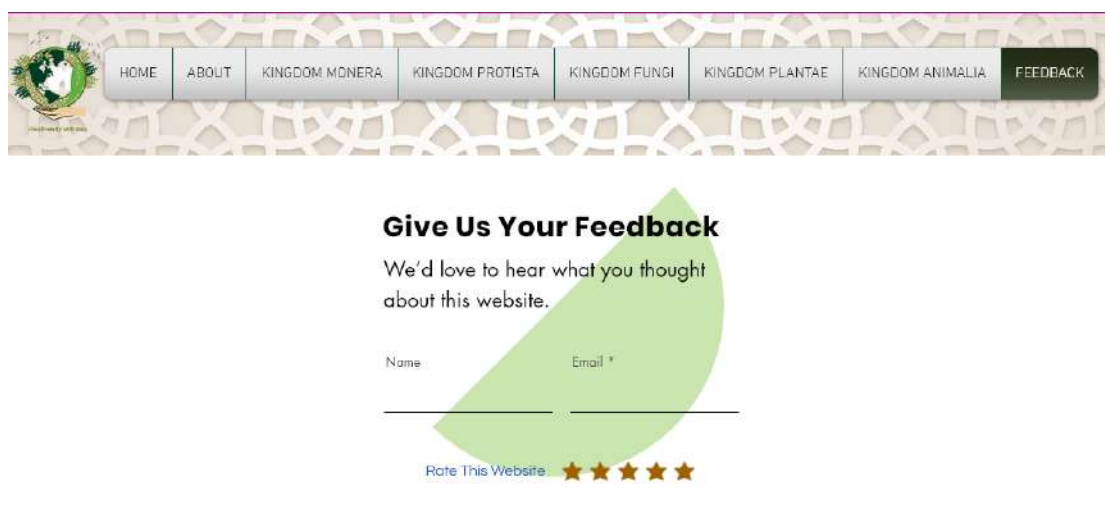 HOME ABOUT KINGDOM MONERA KINGDOM PROTISTA KINGDOM FUNGI KINGDOM PLANTAE KINGDOM ANIMALIA FEEDBACK
Give Us Your Feedback
We'd love to hear what you thought
about this website.
Name Email *
Rate This Website